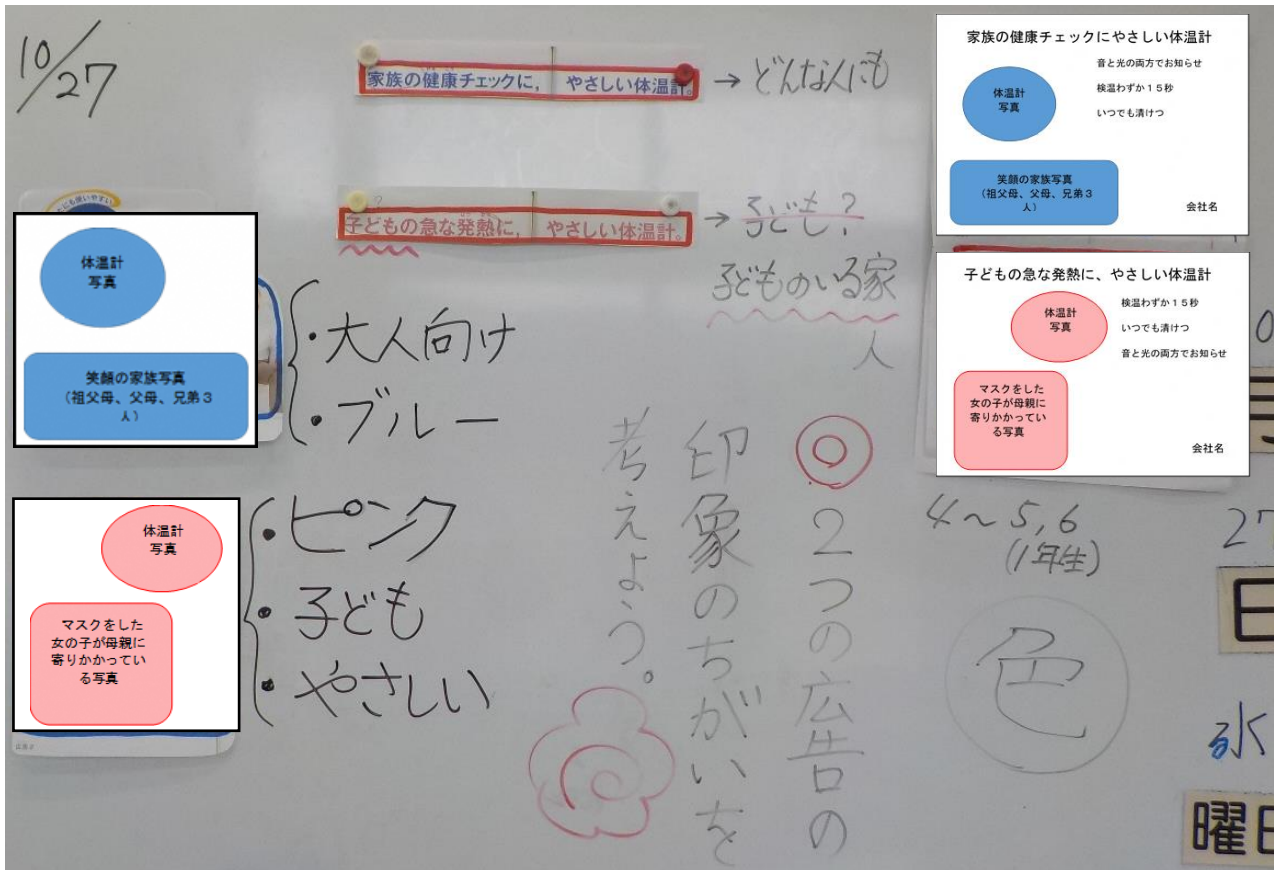 10/27
家族の健康チェックに、 やさしい体温計。
→どんな人にも
子どもの急な発熱に、 やさしい体温計。
→子ども?
子どものいる家
人
家族の健康チェックにやさしい体温計
音と光の両方でお知らせ
検温わずか15秒
いつでも清けつ
体温計
写真
笑顔の家族写真
(祖父母、父母、兄弟3
人)
会社名
子どもの急な発熱に、やさしい体温計
検温わずか15秒
いつでも清けつ
音と光の両方でお知らせ
体温計
写真
マスクをした
女の子が母親に
寄りかかってい
る写真
会社名
にも使いやすい
体温計
写真
笑顔の家族写真
(祖父母、父母、兄弟3
人)
・大人向け
・ブルー
体温計
写真
マスクをした
女の子が母親に
寄りかかってい
る写真
・ピンク
・子ども
・やさしい
◎2つの広告の
印象のちがいを
考えよう。
4~5,6
(1年生)
色
27
日
水
曜日